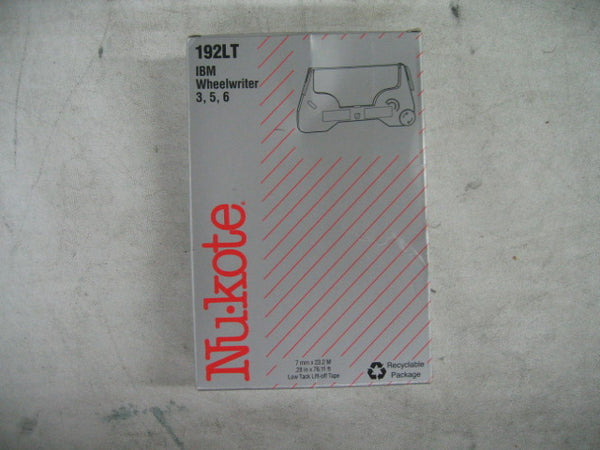 192LT
IBM
Wheelwriter
3, 5, 6
Nu·kote®
7 mm x 23.2 M
.28 in x 76.11 ft
Low Tack Lift-off Tape
Recyclable
Package